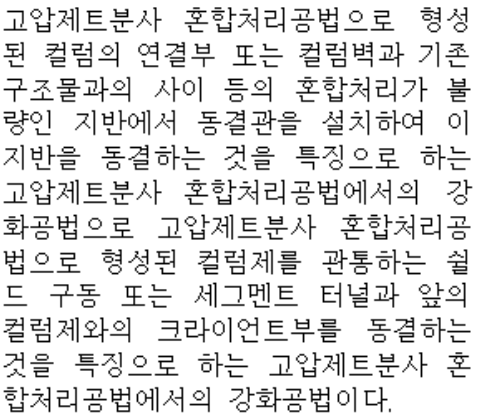 고압제트분사 혼합처리공법으로 형성
된 컬럼의 연결부 또는 컬럼벽과 기존
구조물과의 사이 등의 혼합처리가 불
량인 지반에서 동결관을 설치하여 이
지반을 동결하는 것을 특징으로 하는
고압제트분사 혼합처리공법에서의 강
화공법으로 고압제트분사 혼합처리공
법으로 형성된 컬럼제를 관통하는 쉴
드 구동 또는 세그멘트 터널과 앞의
컬럼제와의 크라이언트부를 동결하는
것을 특징으로 하는 고압제트분사 혼
합처리공법에서의 강화공법이다.